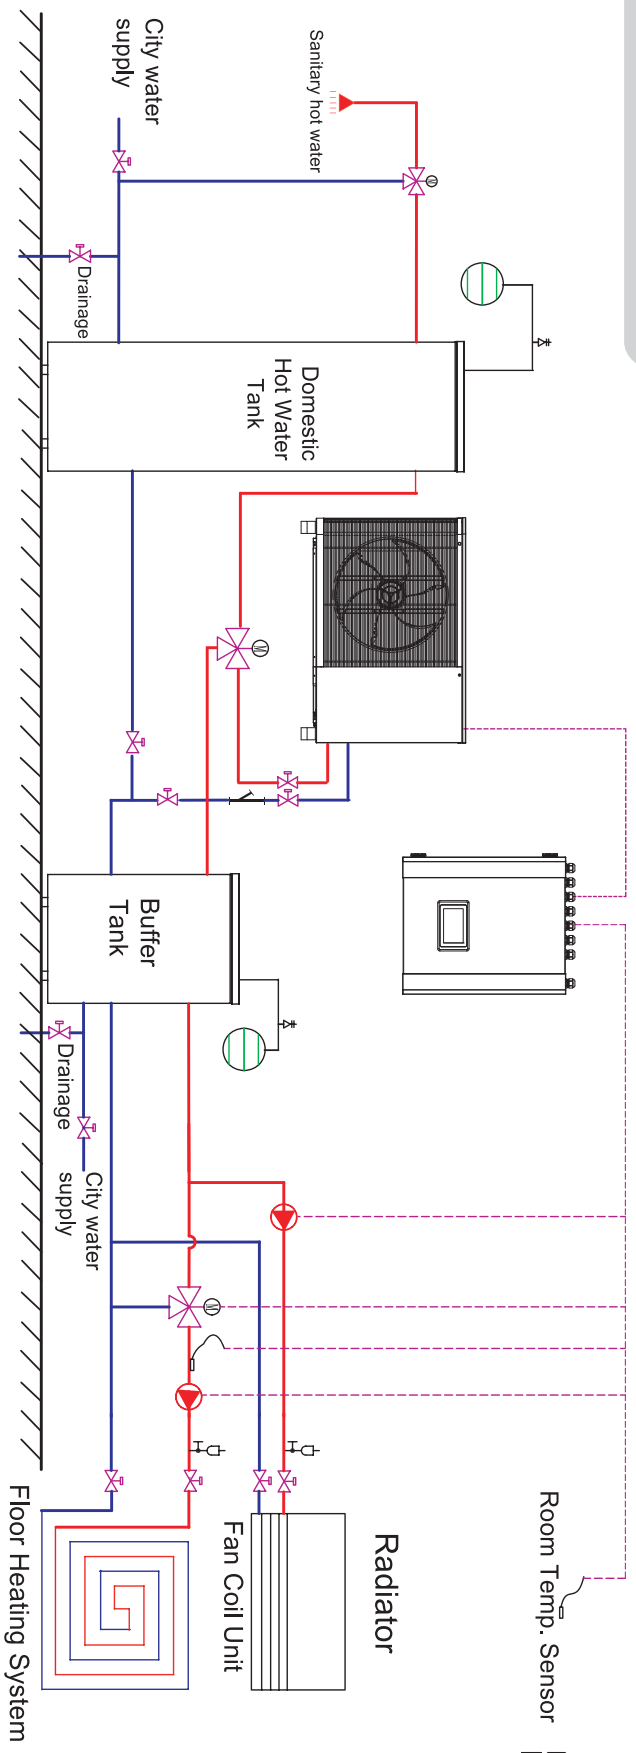 City water
supply
Sanitary hot water
M
Drainage
Domestic
Hot Water
Tank
M
Buffer
Tank
Drainage
City water
supply
M
Radiator
Fan Coil Unit
Floor Heating System
Room Temp. Sensor